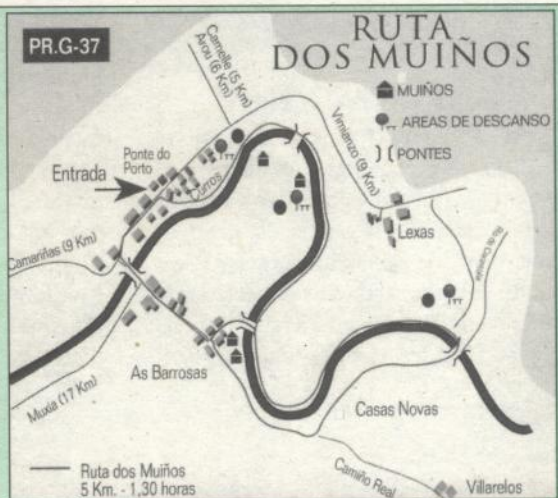 PR.G-37
RUTA
DOS MUIÑOS
MUIÑOS
AREAS DE DESCANSO
PONTES
Camelle (5 Km)
Arou (6 Km)
Vimianzo (9 Km)
Ponte do
Porto
Entrada
Curros
Lexas
Camariñas (9 Km)
As Barrosas
Muxia (17 Km)
Casas Novas
Ruta dos Muiños
5 Km. - 1,30 horas
Camiño Real
Villarelos